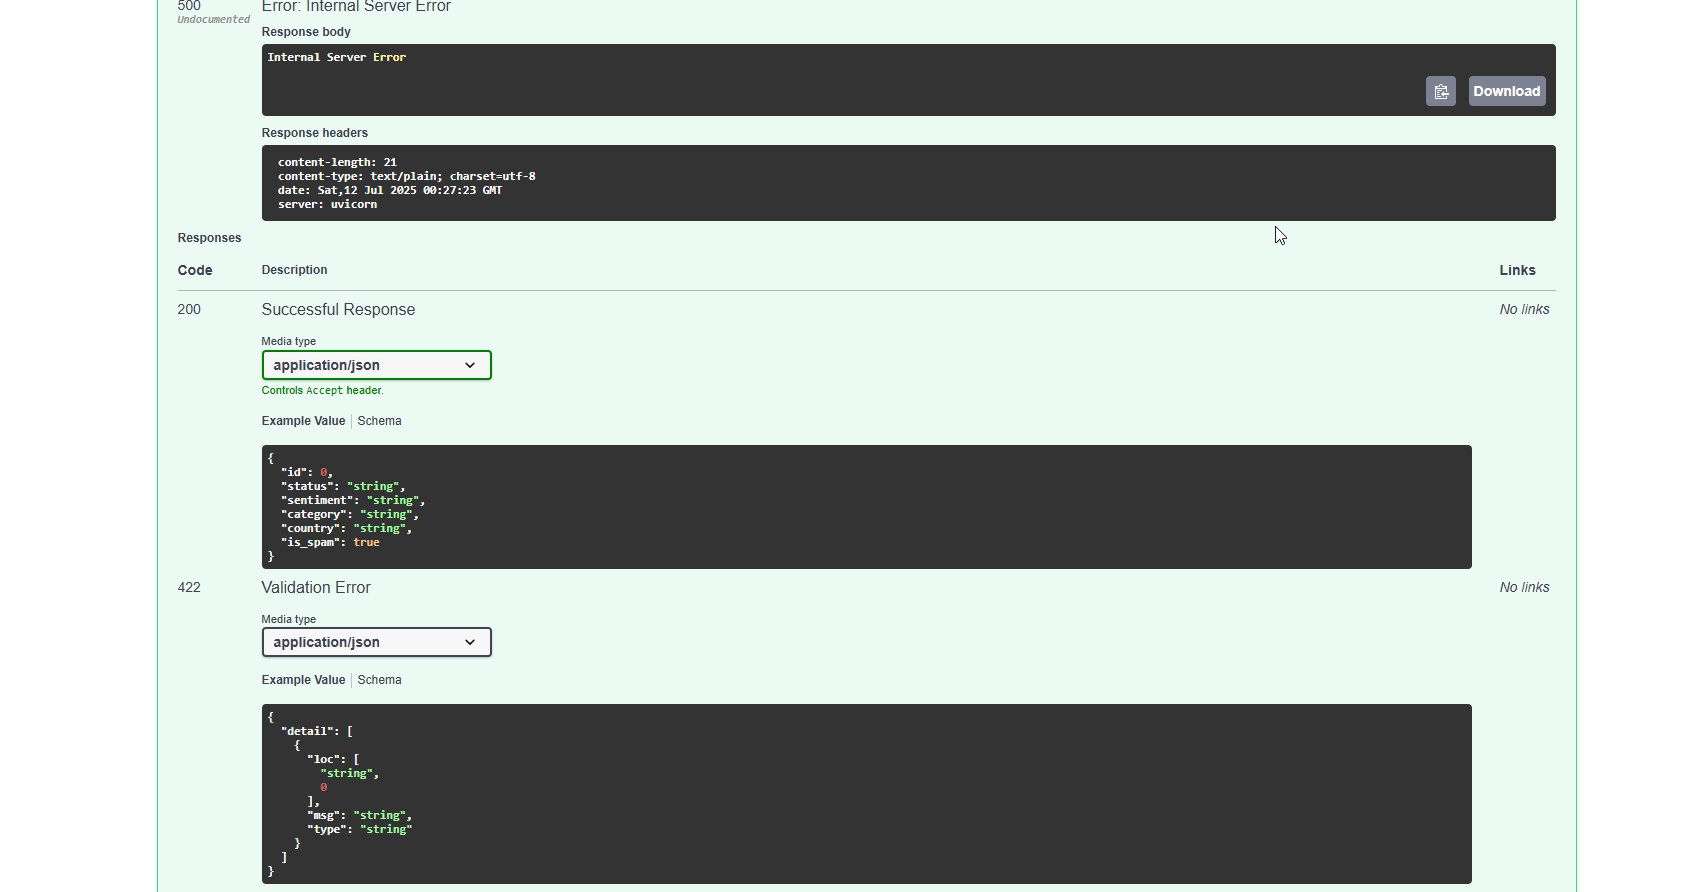 500
Undocumented
Error: Internal Server Error
Response body
Internal Server Error
Download
Response headers
content-length: 21
content-type: text/plain; charset=utf-8
date: Sat,12 Jul 2025 00:27:23 GMT
server: uvicorn
Responses
Code Description Links
200 Successful Response No links
Media type
application/json
Controls Accept header.
Example Value Schema
{
  "id": 0,
  "status": "string",
  "sentiment": "string",
  "category": "string",
  "country": "string",
  "is_spam": true
}
422 Validation Error No links
Media type
application/json
Example Value Schema
{
  "detail": [
    {
      "loc": [
        "string",
        0
      ],
      "msg": "string",
      "type": "string"
    }
  ]
}